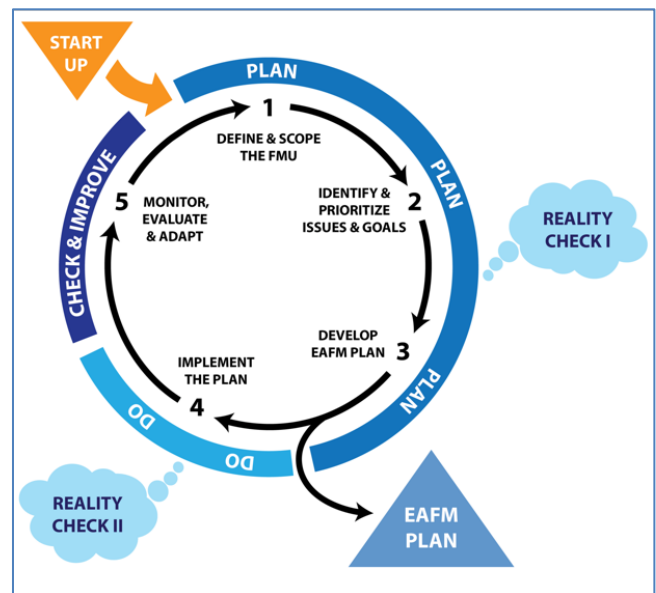 START
UP
PLAN
1
DEFINE & SCOPE
THE FMU
PLAN
2
IDENTIFY &
PRIORITIZE
ISSUES & GOALS
REALITY
CHECK I
3
DEVELOP
EAFM PLAN
PLAN
EAFM
PLAN
4
IMPLEMENT
THE PLAN
DO
DO
REALITY
CHECK II
5
MONITOR,
EVALUATE
& ADAPT
CHECK & IMPROVE